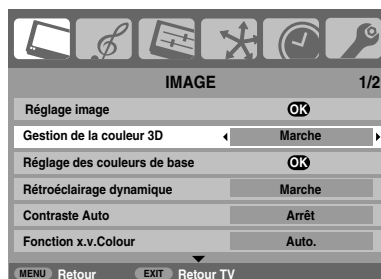 IMAGE 1/2
Réglage image OK
Gestion de la couleur 3D Marche
Réglage des couleurs de base OK
Rétroéclairage dynamique Marche
Contraste Auto Arrêt
Fonction x.v.Colour Auto.
MENU Retour EXIT Retour TV